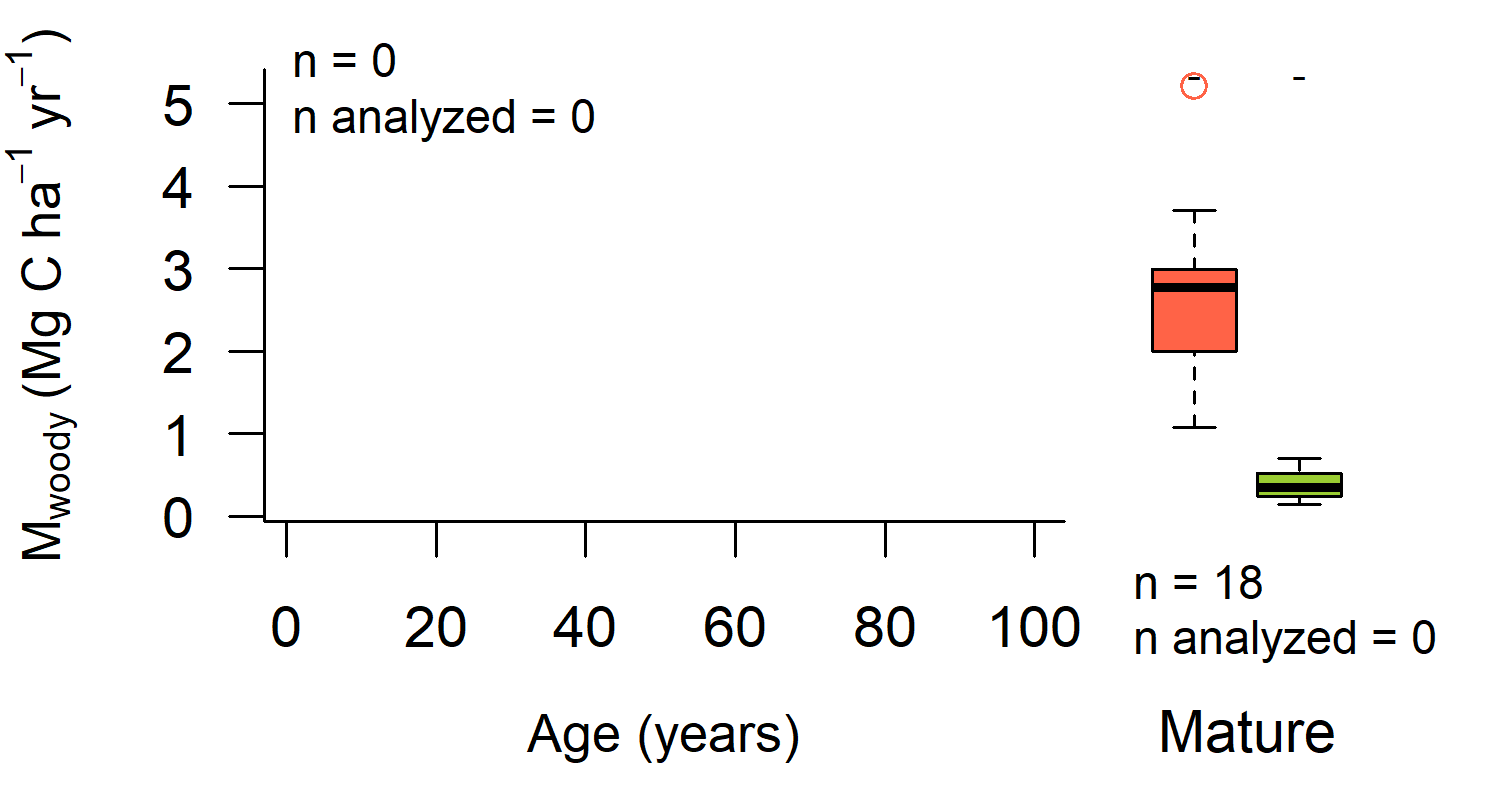 M_woody (Mg C ha⁻¹ yr⁻¹)
n = 0
n analyzed = 0
5
4
3
2
1
0
0 20 40 60 80 100
Age (years)
- -
n = 18
n analyzed = 0
Mature